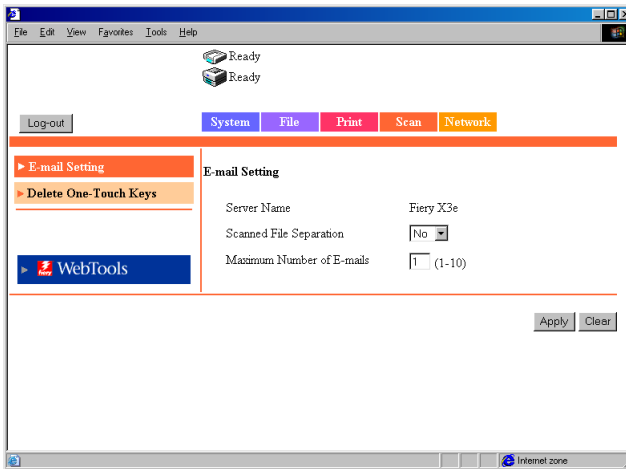 File Edit View Favorites Tools Help
Ready
Ready
Log-out
System File Print Scan Network
E-mail Setting
Delete One-Touch Keys
fiery WebTools
E-mail Setting
Server Name Fiery X3e
Scanned File Separation No
Maximum Number of E-mails 1 (1-10)
Apply Clear
Internet zone